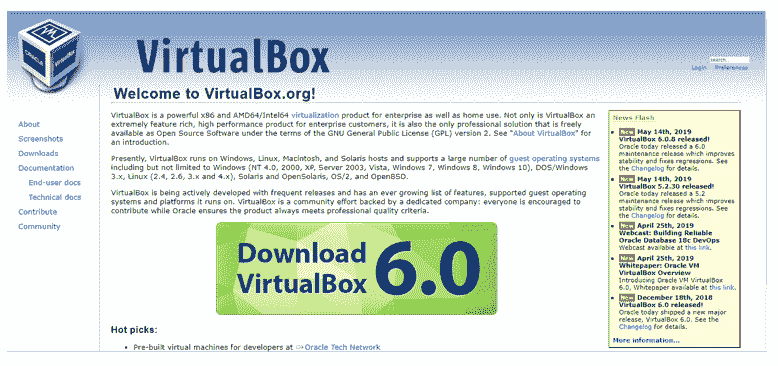 VirtualBox
search...
Login Preferences
Welcome to VirtualBox.org!
About
Screenshots
Downloads
Documentation
End-user docs
Technical docs
Contribute
Community
VirtualBox is a powerful x86 and AMD64/Intel64 virtualization product for enterprise as well as home use. Not only is VirtualBox an
extremely feature rich, high performance product for enterprise customers, it is also the only professional solution that is freely
available as Open Source Software under the terms of the GNU General Public License (GPL) version 2. See "About VirtualBox" for
an introduction.
Presently, VirtualBox runs on Windows, Linux, Macintosh, and Solaris hosts and supports a large number of guest operating systems
including but not limited to Windows (NT 4.0, 2000, XP, Server 2003, Vista, Windows 7, Windows 8, Windows 10), DOS/Windows
3.x, Linux (2.4, 2.6, 3.x and 4.x), Solaris and OpenSolaris, OS/2, and OpenBSD.
VirtualBox is being actively developed with frequent releases and has an ever growing list of features, supported guest operating
systems and platforms it runs on. VirtualBox is a community effort backed by a dedicated company: everyone is encouraged to
contribute while Oracle ensures the product always meets professional quality criteria.
Download
VirtualBox 6.0
Hot picks:
• Pre-built virtual machines for developers at Oracle Tech Network
News Flash
• New May 14th, 2019
VirtualBox 6.0.8 released!
Oracle today released a 6.0
maintenance release which improves
stability and fixes regressions. See
the Changelog for details.
• New May 14th, 2019
VirtualBox 5.2.30 released!
Oracle today released a 5.2
maintenance release which improves
stability and fixes regressions. See
the Changelog for details.
• New April 25th, 2019
Webcast: Building Reliable
Oracle Database 18c DevOps
Webcast available at this link.
• New April 25th, 2019
Whitepaper: Oracle VM
VirtualBox Overview
Introducing Oracle VM VirtualBox
6.0, Whitepaper available at this link.
• New December 18th, 2018
VirtualBox 6.0 released!
Oracle today shipped a new major
release, VirtualBox 6.0. See the
Changelog for details.
More information...